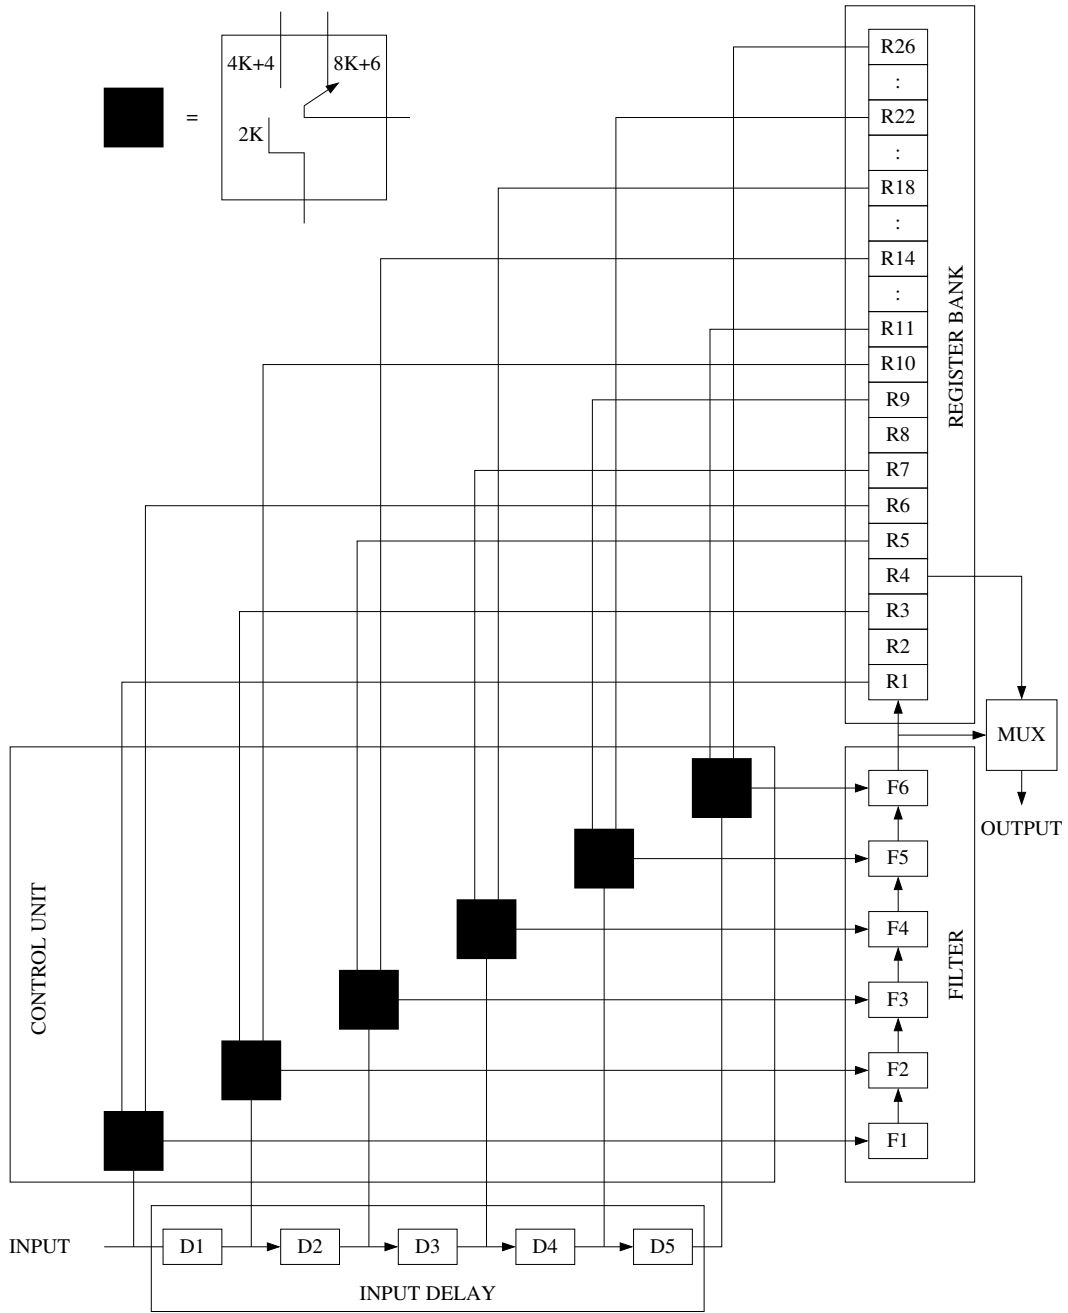 4K+4
8K+6
=
2K
R26
:
R22
:
R18
:
R14
:
R11
R10
R9
R8
R7
R6
R5
R4
R3
R2
R1
REGISTER BANK
MUX
OUTPUT
CONTROL UNIT
F6
F5
F4
F3
F2
F1
FILTER
INPUT
D1
D2
D3
D4
D5
INPUT DELAY